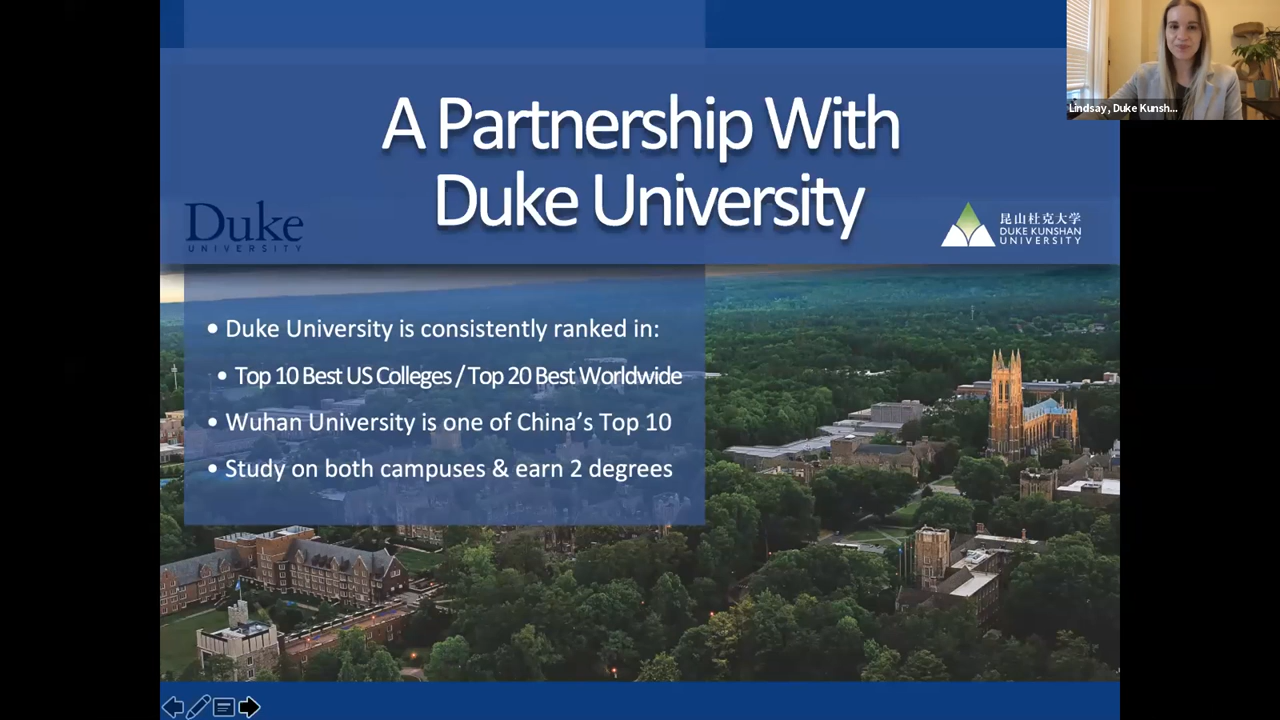 A Partnership With
Duke University
Duke
UNIVERSITY
昆山杜克大学
DUKE KUNSHAN
UNIVERSITY
Lindsay, Duke Kunsh...
• Duke University is consistently ranked in:
• Top 10 Best US Colleges / Top 20 Best Worldwide
• Wuhan University is one of China's Top 10
• Study on both campuses & earn 2 degrees